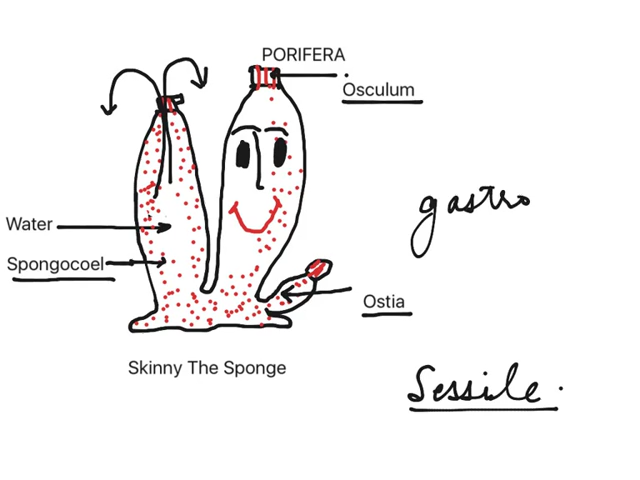 PORIFERA
Osculum
gastro
Water
Spongocoel
Ostia
Skinny The Sponge
Sessile.